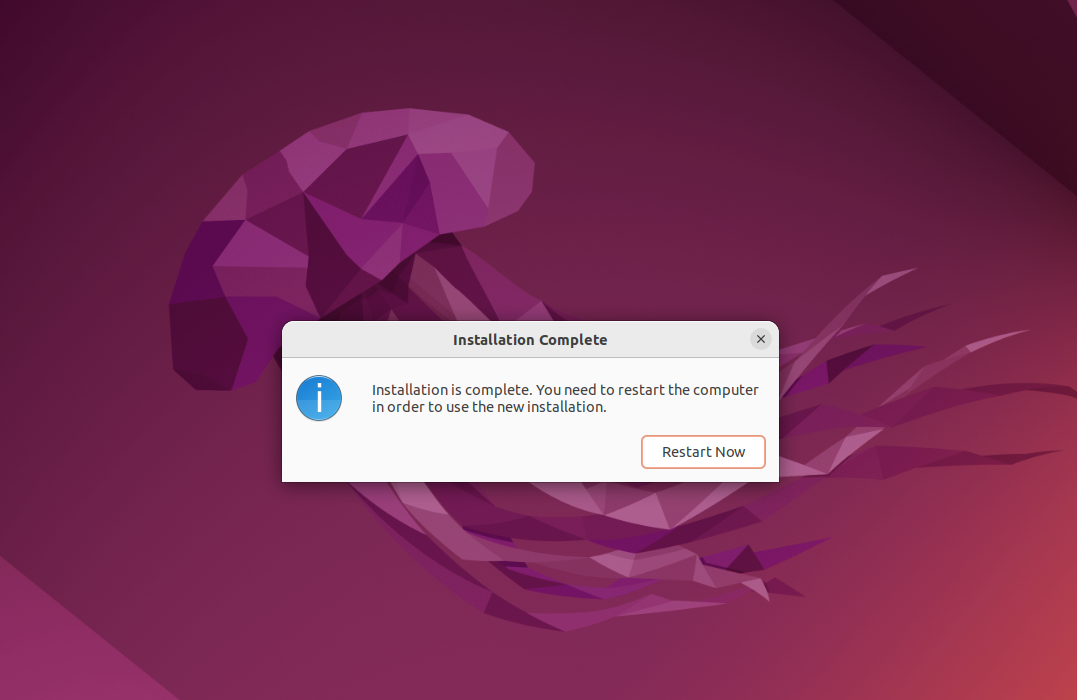 Installation Complete
Installation is complete. You need to restart the computer
in order to use the new installation.
Restart Now